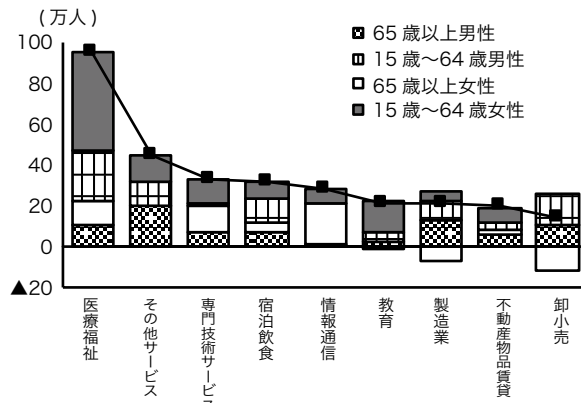 (万人)
100
80
60
40
20
0
▲20
65 歳以上男性
15 歳～64 歳男性
65 歳以上女性
15 歳～64 歳女性
医療福祉
その他サービス
専門技術サービス
宿泊飲食
情報通信
教育
製造業
不動産物品賃貸
卸小売